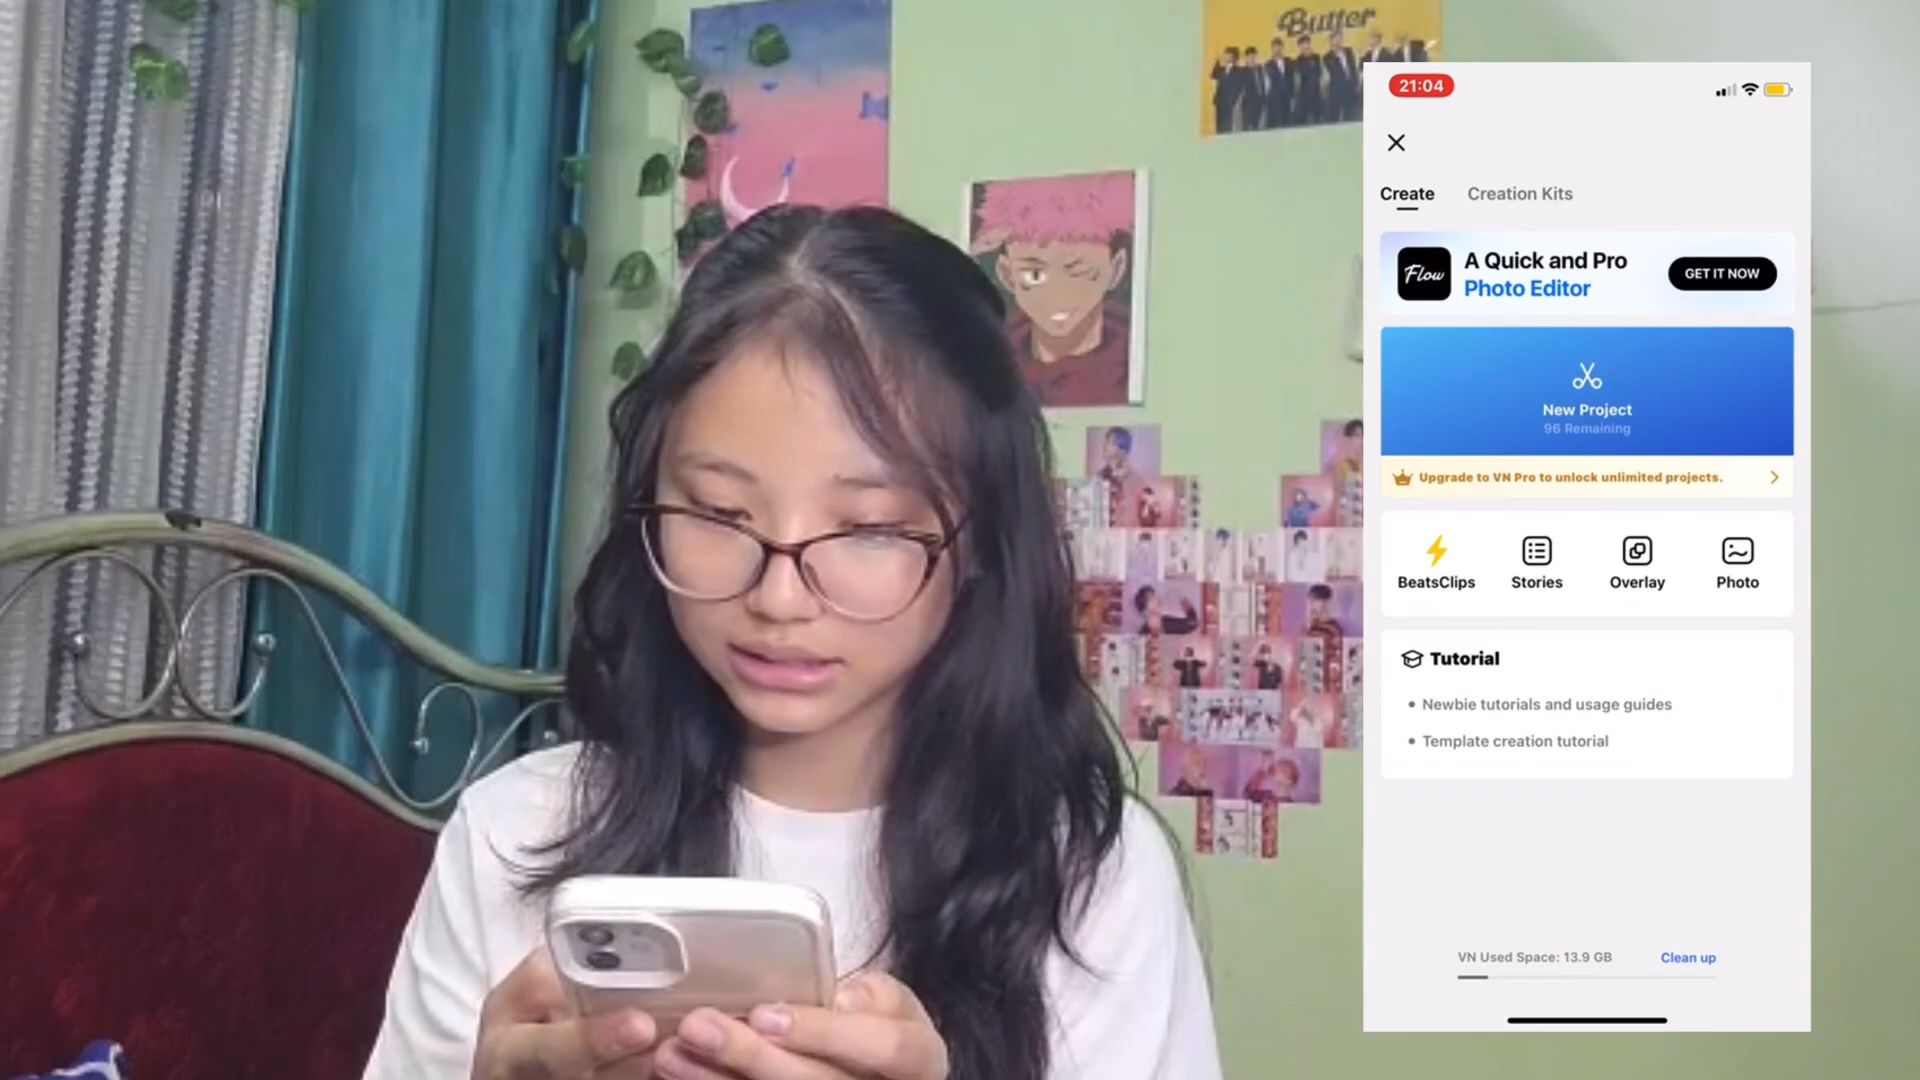 Butter
21:04
Create
Creation Kits
Flow
A Quick and Pro
Photo Editor
GET IT NOW
New Project
96 Remaining
Upgrade to VN Pro to unlock unlimited projects.
BeatsClips
Stories
Overlay
Photo
Tutorial
• Newbie tutorials and usage guides
• Template creation tutorial
VN Used Space: 13.9 GB
Clean up